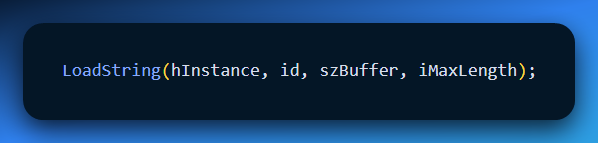 LoadString(hInstance, id, szBuffer, iMaxLength);